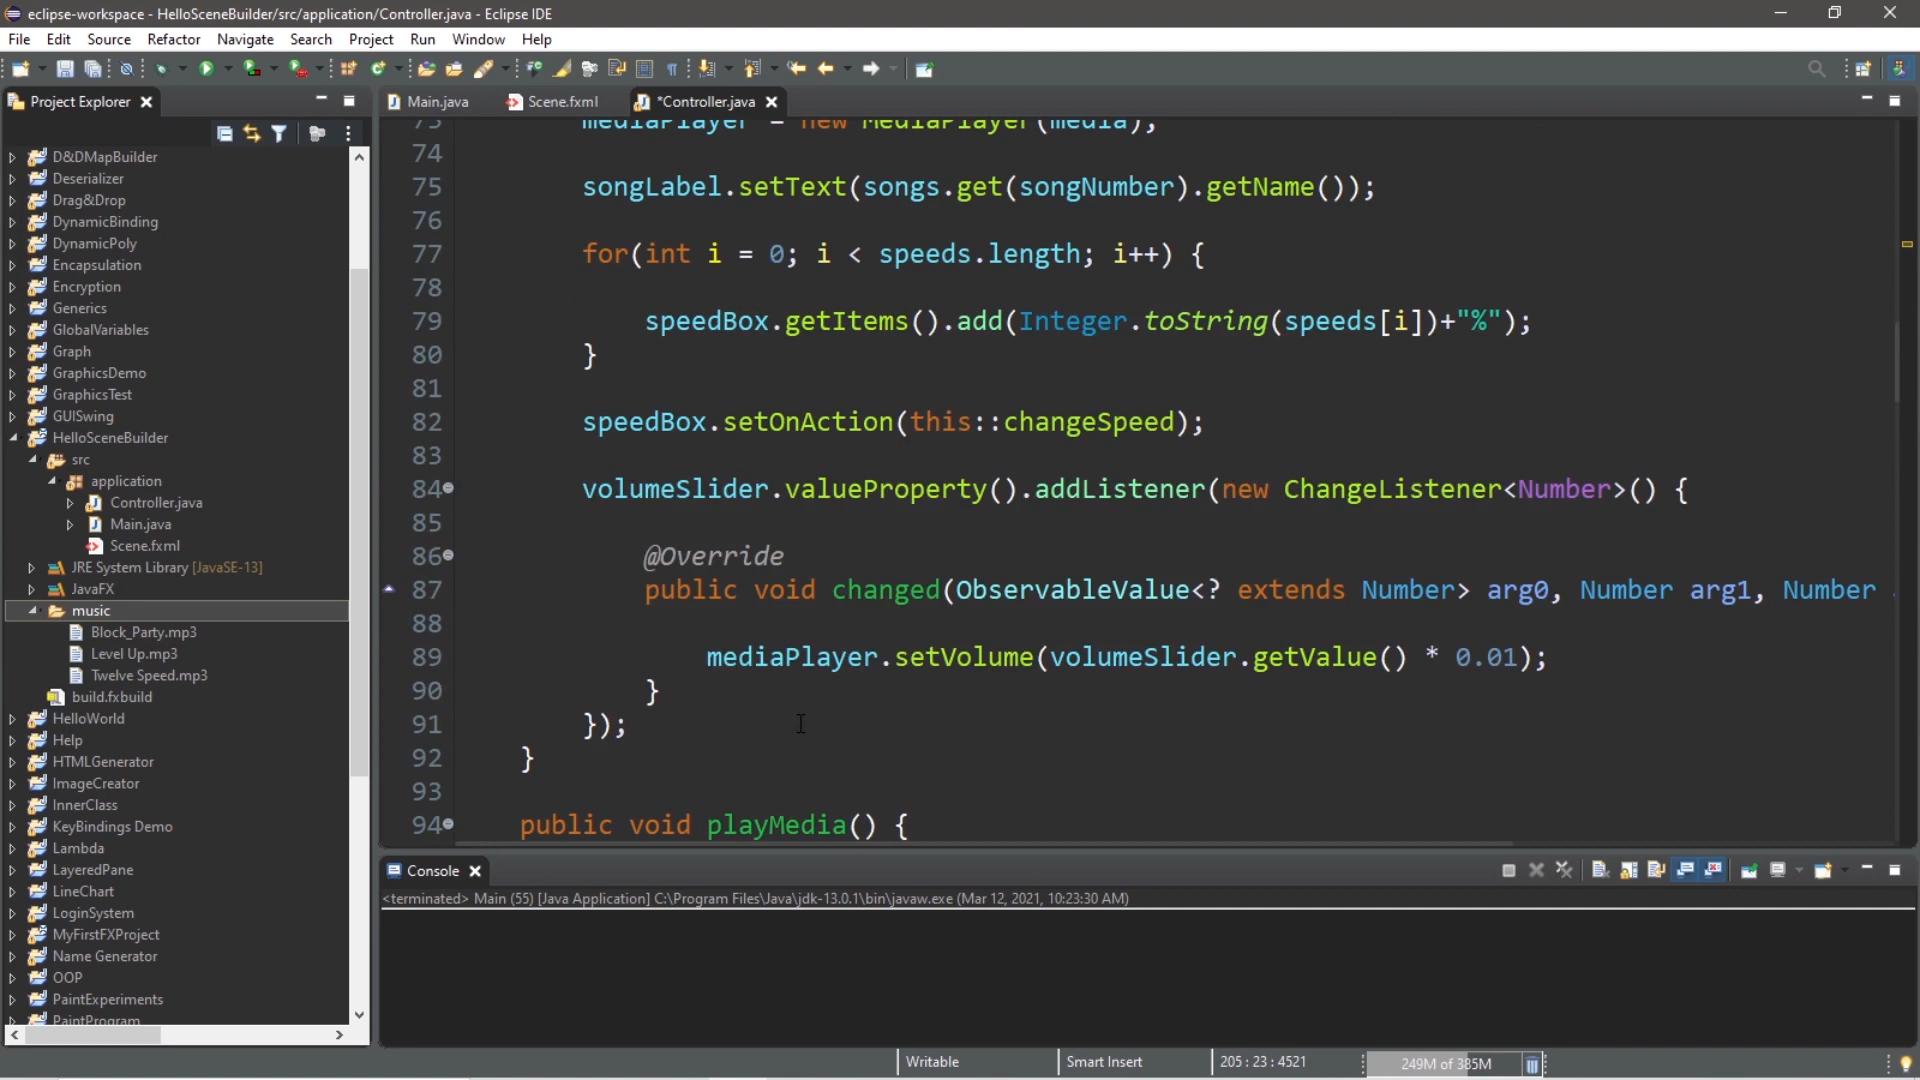 eclipse-workspace - HelloSceneBuilder/src/application/Controller.java - Eclipse IDE
File Edit Source Refactor Navigate Search Project Run Window Help
Project Explorer
Main.java
Scene.fxml
*Controller.java
D&DMapBuilder
Deserializer
Drag&Drop
DynamicBinding
DynamicPoly
Encapsulation
Encryption
Generics
GlobalVariables
Graph
GraphicsDemo
GraphicsTest
GUISwing
HelloSceneBuilder
src
application
Controller.java
Main.java
Scene.fxml
JRE System Library [JavaSE-13]
JavaFX
music
Block_Party.mp3
Level Up.mp3
Twelve Speed.mp3
build.fxbuild
HelloWorld
Help
HTMLGenerator
ImageCreator
InnerClass
KeyBindings Demo
Lambda
LayeredPane
LineChart
LoginSystem
MyFirstFXProject
Name Generator
OOP
PaintExperiments
PaintProgram
73 mediaPlayer = new MediaPlayer(media);
74
75 songLabel.setText(songs.get(songNumber).getName());
76
77 for(int i = 0; i < speeds.length; i++) {
78
79 speedBox.getItems().add(Integer.toString(speeds[i])+"%");
80 }
81
82 speedBox.setOnAction(this::changeSpeed);
83
84 volumeSlider.valueProperty().addListener(new ChangeListener<Number>() {
85
86 @Override
87 public void changed(ObservableValue<? extends Number> arg0, Number arg1, Number
88
89 mediaPlayer.setVolume(volumeSlider.getValue() * 0.01);
90 }
91 });
92 }
93
94 public void playMedia() {
Console
<terminated> Main (55) [Java Application] C:\Program Files\Java\jdk-13.0.1\bin\javaw.exe (Mar 12, 2021, 10:23:30 AM)
Writable
Smart Insert
205 : 23 : 4521
249M of 385M